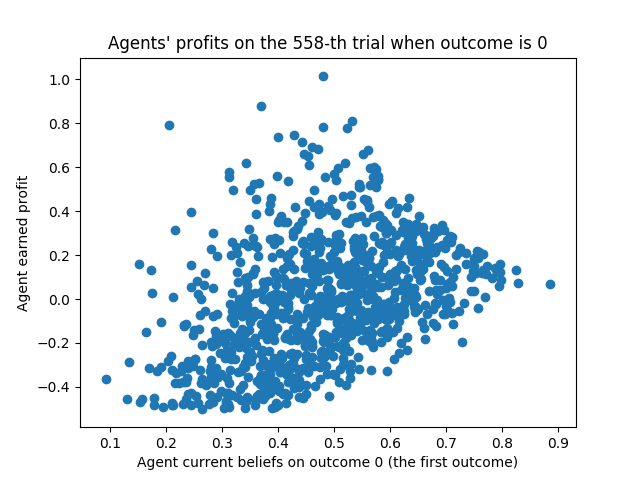 Agents' profits on the 558-th trial when outcome is 0
1.0
0.8
0.6
0.4
0.2
0.0
−0.2
−0.4
Agent earned profit
0.1 0.2 0.3 0.4 0.5 0.6 0.7 0.8 0.9
Agent current beliefs on outcome 0 (the first outcome)